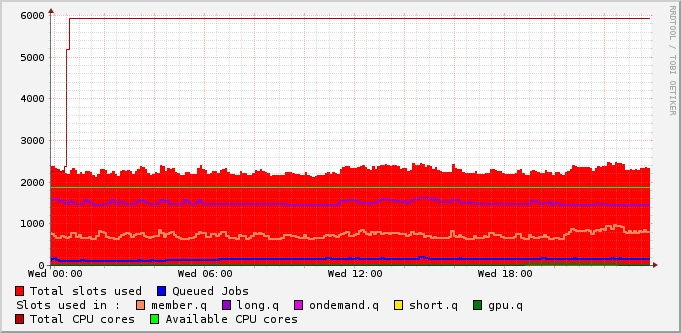 6000
5000
4000
3000
2000
1000
0
Wed 00:00 Wed 06:00 Wed 12:00 Wed 18:00
Total slots used Queued Jobs
Slots used in : member.q long.q ondemand.q short.q gpu.q
Total CPU cores Available CPU cores
RRDTOOL / TOBI OETIKER